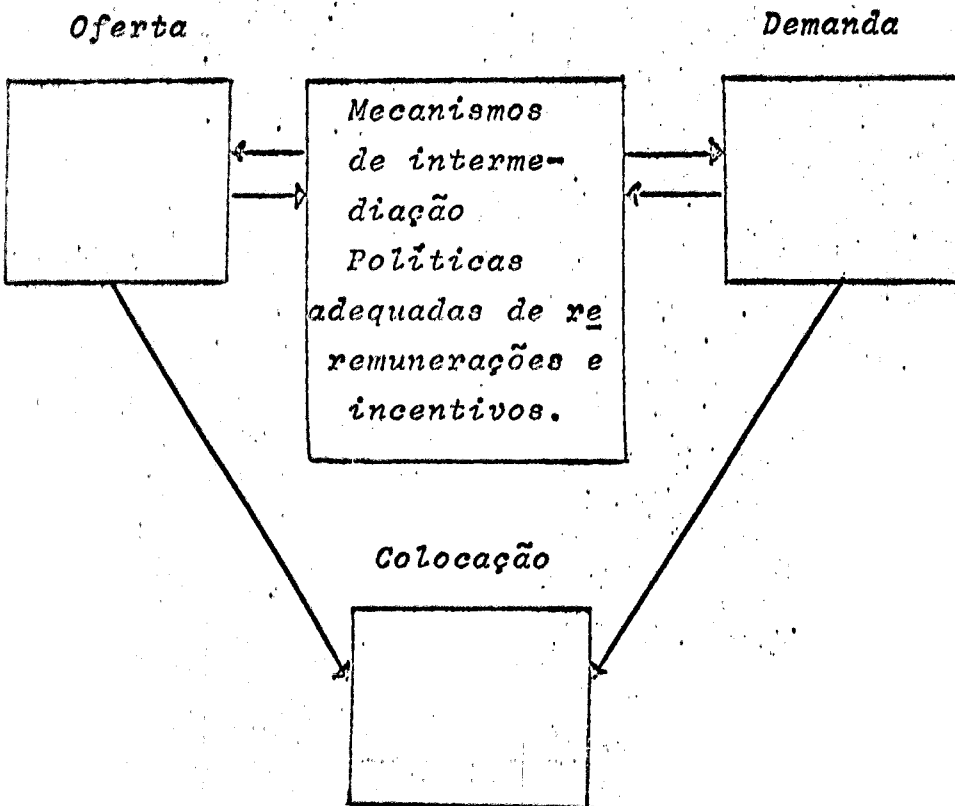 Oferta
Demanda
Mecanismos
de interme-
diação
Políticas
adequadas de re
remunerações e
incentivos.
Colocação